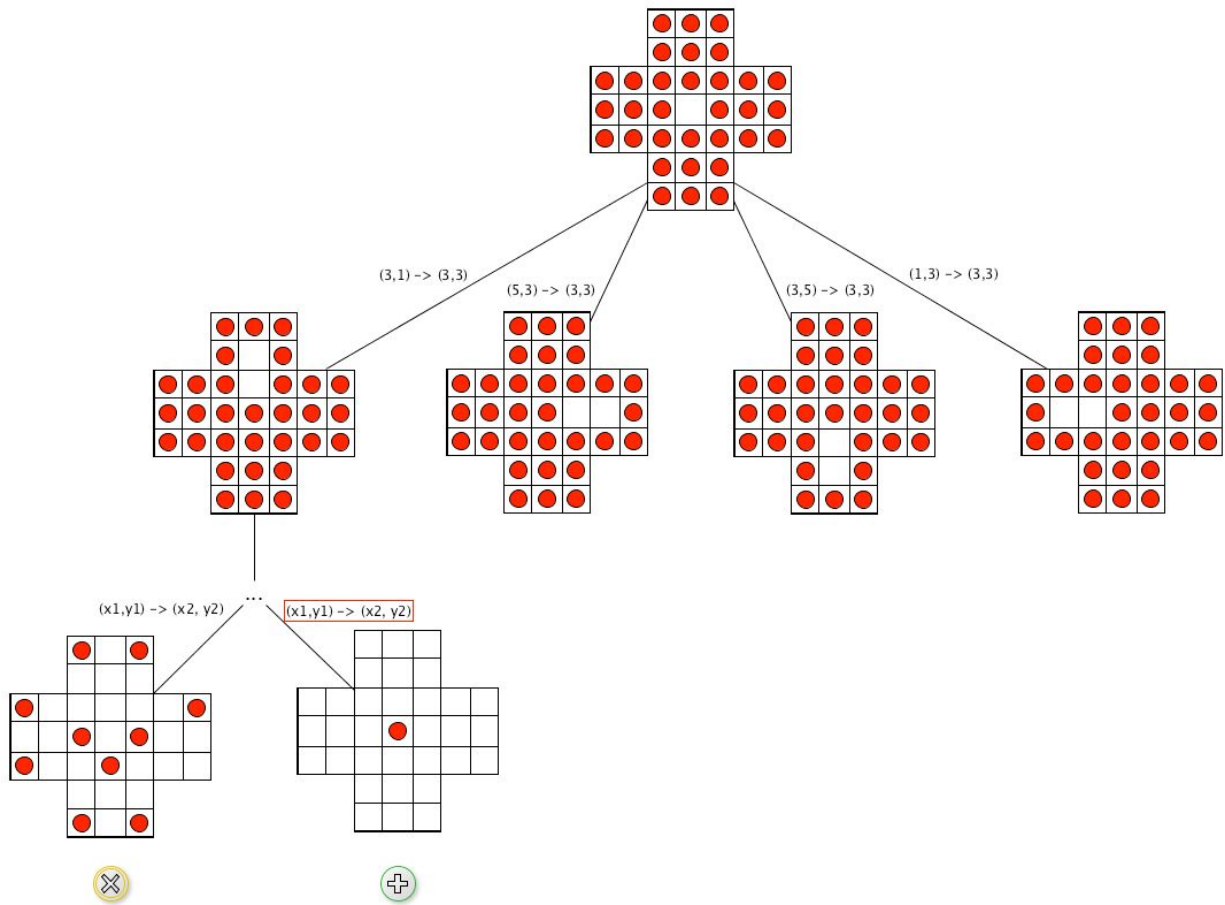 (3,1) -> (3,3)
(5,3) -> (3,3)
(3,5) -> (3,3)
(1,3) -> (3,3)
...
(x1,y1) -> (x2, y2)
(x1,y1) -> (x2, y2)